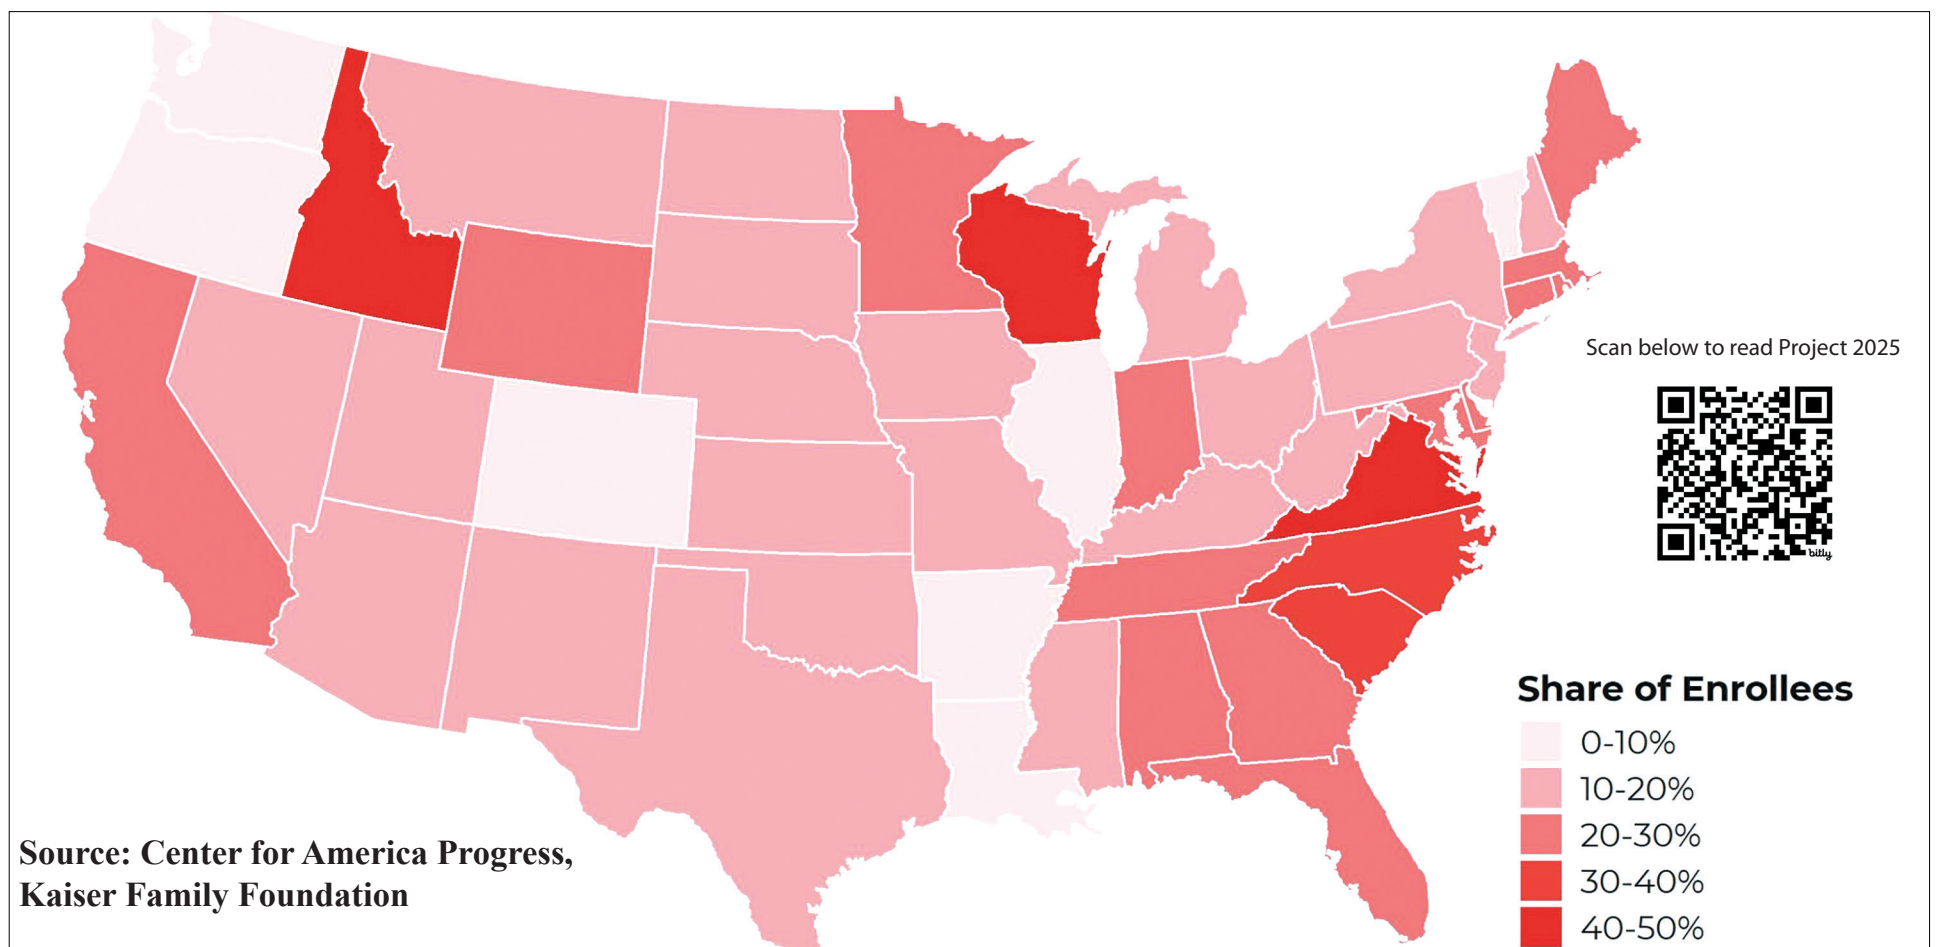 Scan below to read Project 2025
bitly
Share of Enrollees
0-10%
10-20%
20-30%
30-40%
40-50%
Source: Center for America Progress,
Kaiser Family Foundation